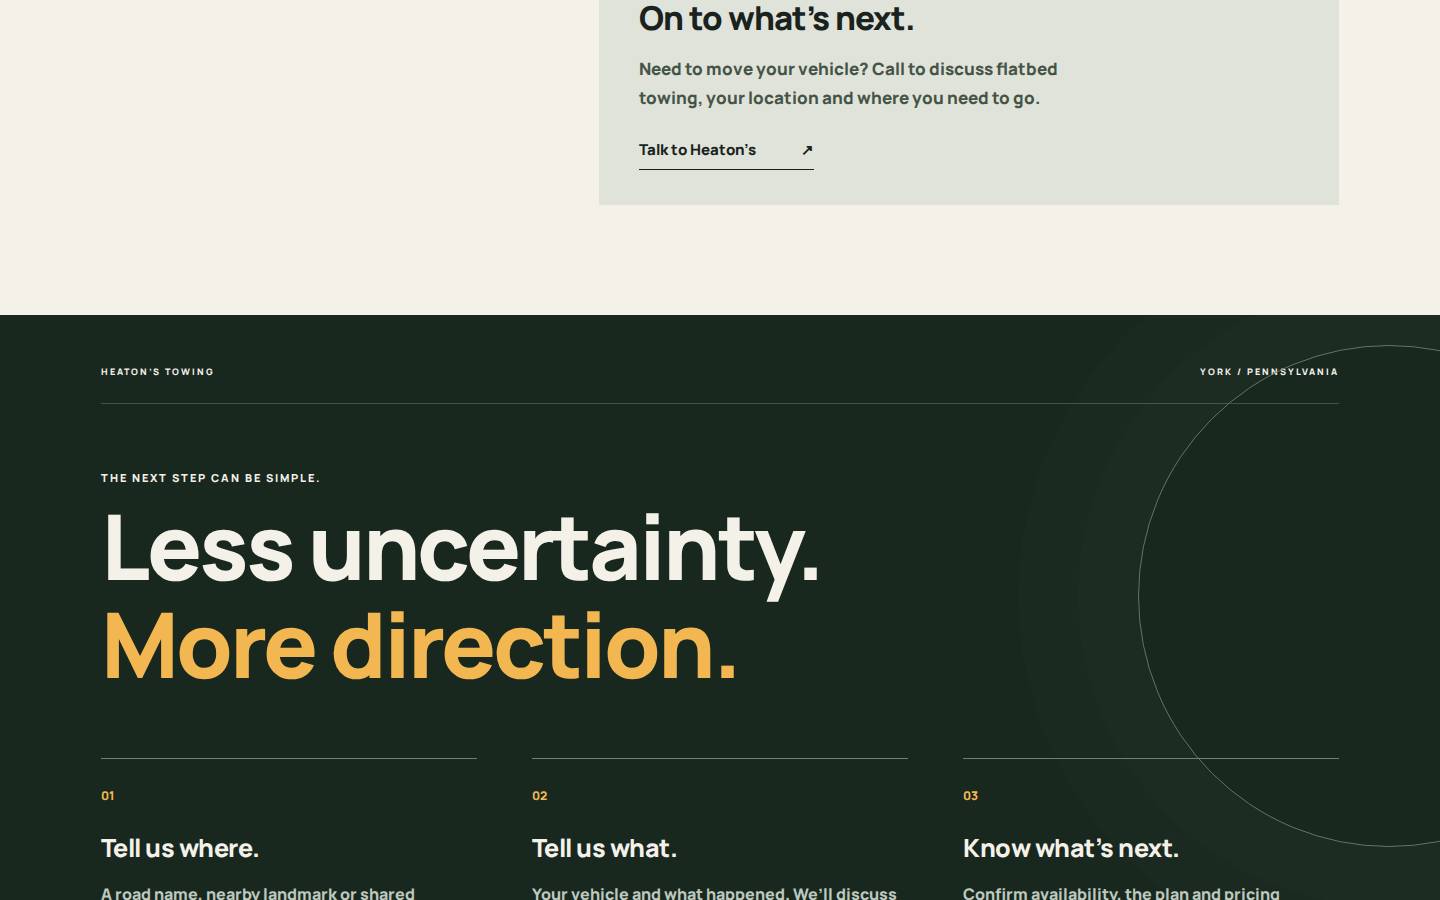 On to what’s next.
Need to move your vehicle? Call to discuss flatbed
towing, your location and where you need to go.
Talk to Heaton’s ↗
HEATON’S TOWING
YORK / PENNSYLVANIA
THE NEXT STEP CAN BE SIMPLE.
Less uncertainty.
More direction.
01
Tell us where.
A road name, nearby landmark or shared
02
Tell us what.
Your vehicle and what happened. We’ll discuss
03
Know what’s next.
Confirm availability, the plan and pricing